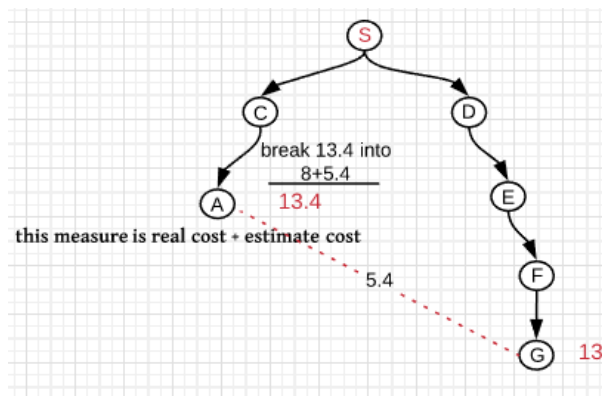 S
C
D
break 13.4 into
8+5.4
A
13.4
E
this measure is real cost + estimate cost
5.4
F
G
13